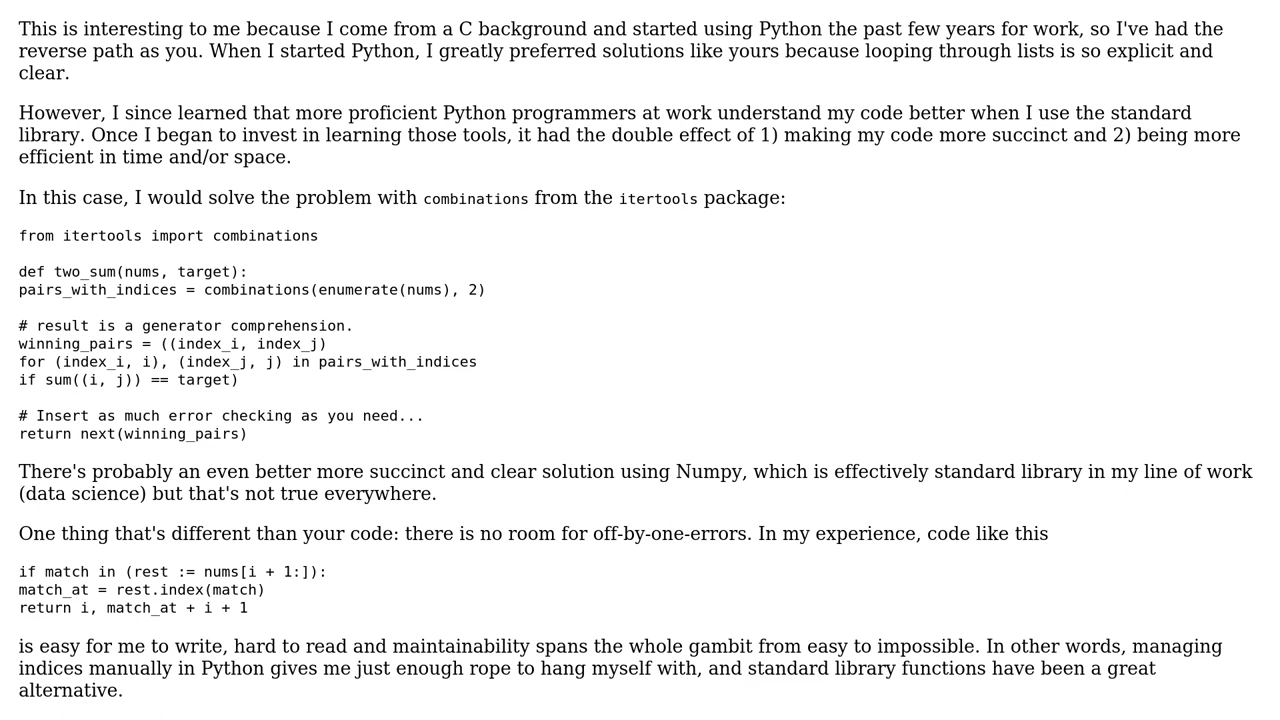 This is interesting to me because I come from a C background and started using Python the past few years for work, so I've had the
reverse path as you. When I started Python, I greatly preferred solutions like yours because looping through lists is so explicit and
clear.
However, I since learned that more proficient Python programmers at work understand my code better when I use the standard
library. Once I began to invest in learning those tools, it had the double effect of 1) making my code more succinct and 2) being more
efficient in time and/or space.
In this case, I would solve the problem with combinations from the itertools package:
from itertools import combinations
def two_sum(nums, target):
pairs_with_indices = combinations(enumerate(nums), 2)
# result is a generator comprehension.
winning_pairs = ((index_i, index_j)
for (index_i, i), (index_j, j) in pairs_with_indices
if sum((i, j)) == target)
# Insert as much error checking as you need...
return next(winning_pairs)
There's probably an even better more succinct and clear solution using Numpy, which is effectively standard library in my line of work
(data science) but that's not true everywhere.
One thing that's different than your code: there is no room for off-by-one-errors. In my experience, code like this
if match in (rest := nums[i + 1:]):
match_at = rest.index(match)
return i, match_at + i + 1
is easy for me to write, hard to read and maintainability spans the whole gambit from easy to impossible. In other words, managing
indices manually in Python gives me just enough rope to hang myself with, and standard library functions have been a great
alternative.